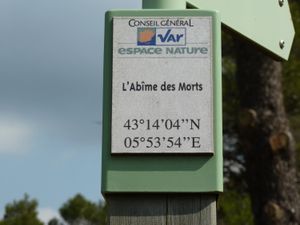 CONSEIL GÉNÉRAL
VAR
ESPACE NATURE
L'Abîme des Morts
43°14'04''N
05°53'54''E